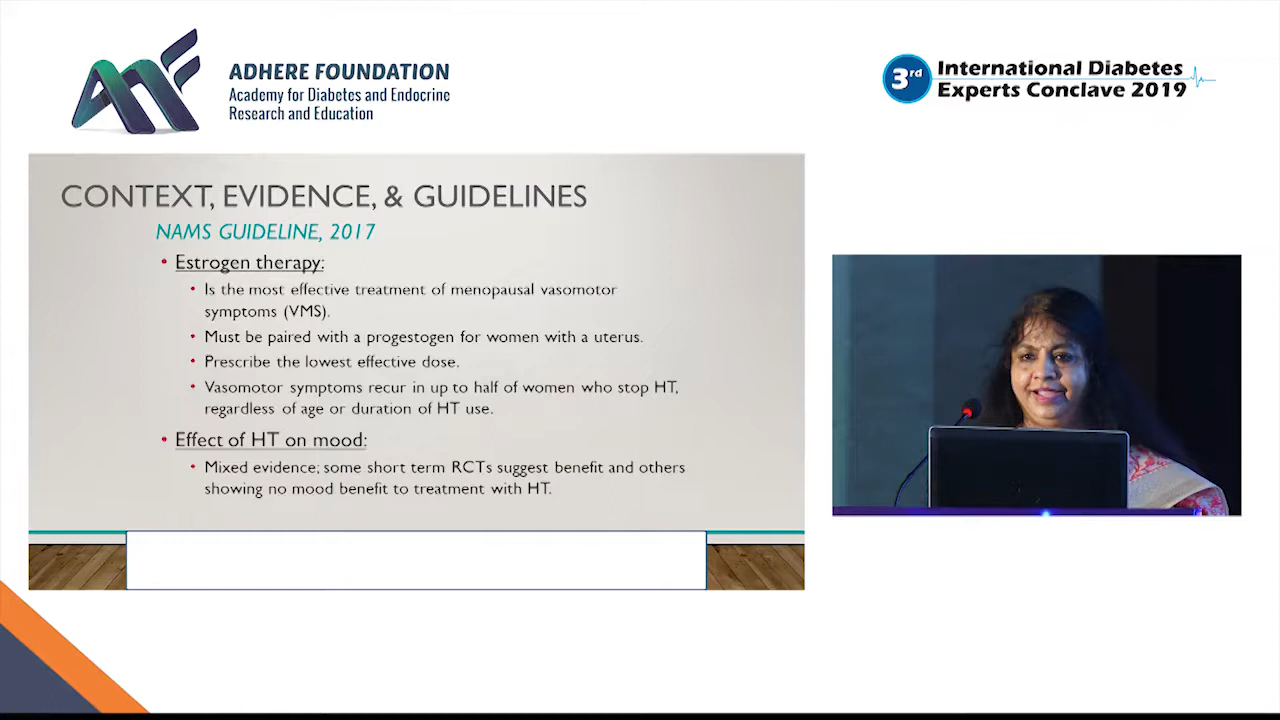 ADHERE FOUNDATION
Academy for Diabetes and Endocrine
Research and Education
3rd International Diabetes
Experts Conclave 2019
CONTEXT, EVIDENCE, & GUIDELINES
NAMS GUIDELINE, 2017
• Estrogen therapy:
• Is the most effective treatment of menopausal vasomotor
symptoms (VMS).
• Must be paired with a progestogen for women with a uterus.
• Prescribe the lowest effective dose.
• Vasomotor symptoms recur in up to half of women who stop HT,
regardless of age or duration of HT use.
• Effect of HT on mood:
• Mixed evidence; some short term RCTs suggest benefit and others
showing no mood benefit to treatment with HT.